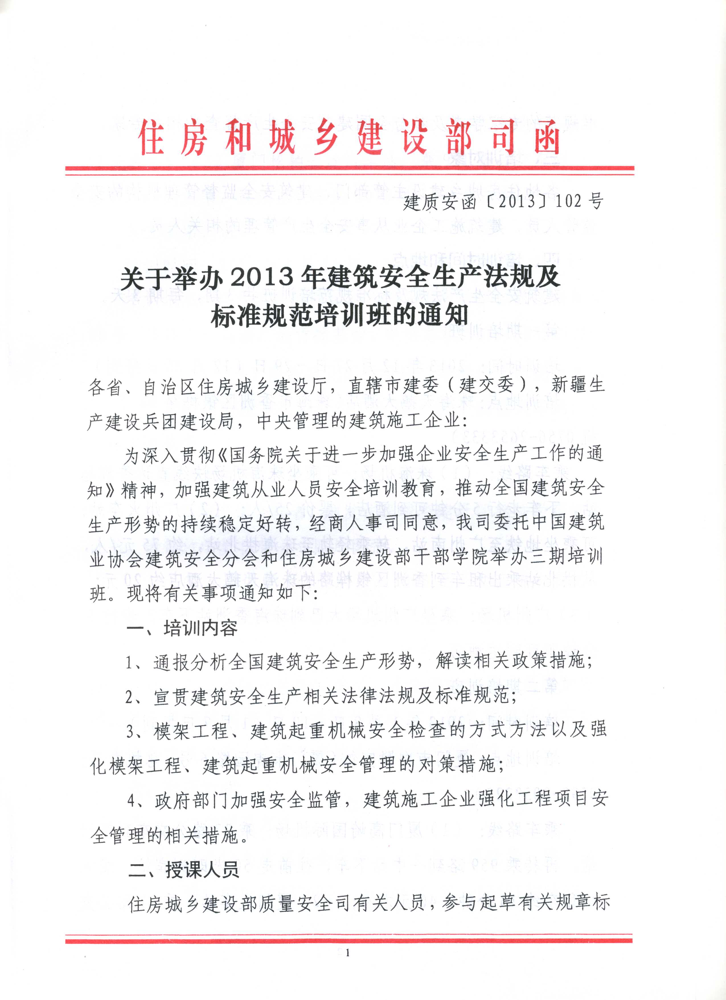 住房和城乡建设部司函
建质安函〔2013〕102号
关于举办2013年建筑安全生产法规及
标准规范培训班的通知
各省、自治区住房城乡建设厅，直辖市建委（建交委），新疆生
产建设兵团建设局，中央管理的建筑施工企业：
为深入贯彻《国务院关于进一步加强企业安全生产工作的通
知》精神，加强建筑从业人员安全培训教育，推动全国建筑安全
生产形势的持续稳定好转，经商人事司同意，我司委托中国建筑
业协会建筑安全分会和住房城乡建设部干部学院举办三期培训
班。现将有关事项通知如下：
一、培训内容
1、通报分析全国建筑安全生产形势，解读相关政策措施；
2、宣贯建筑安全生产相关法律法规及标准规范；
3、模架工程、建筑起重机械安全检查的方式方法以及强
化模架工程、建筑起重机械安全管理的对策措施；
4、政府部门加强安全监管，建筑施工企业强化工程项目安
全管理的相关措施。
二、授课人员
住房城乡建设部质量安全司有关人员，参与起草有关规章标
1